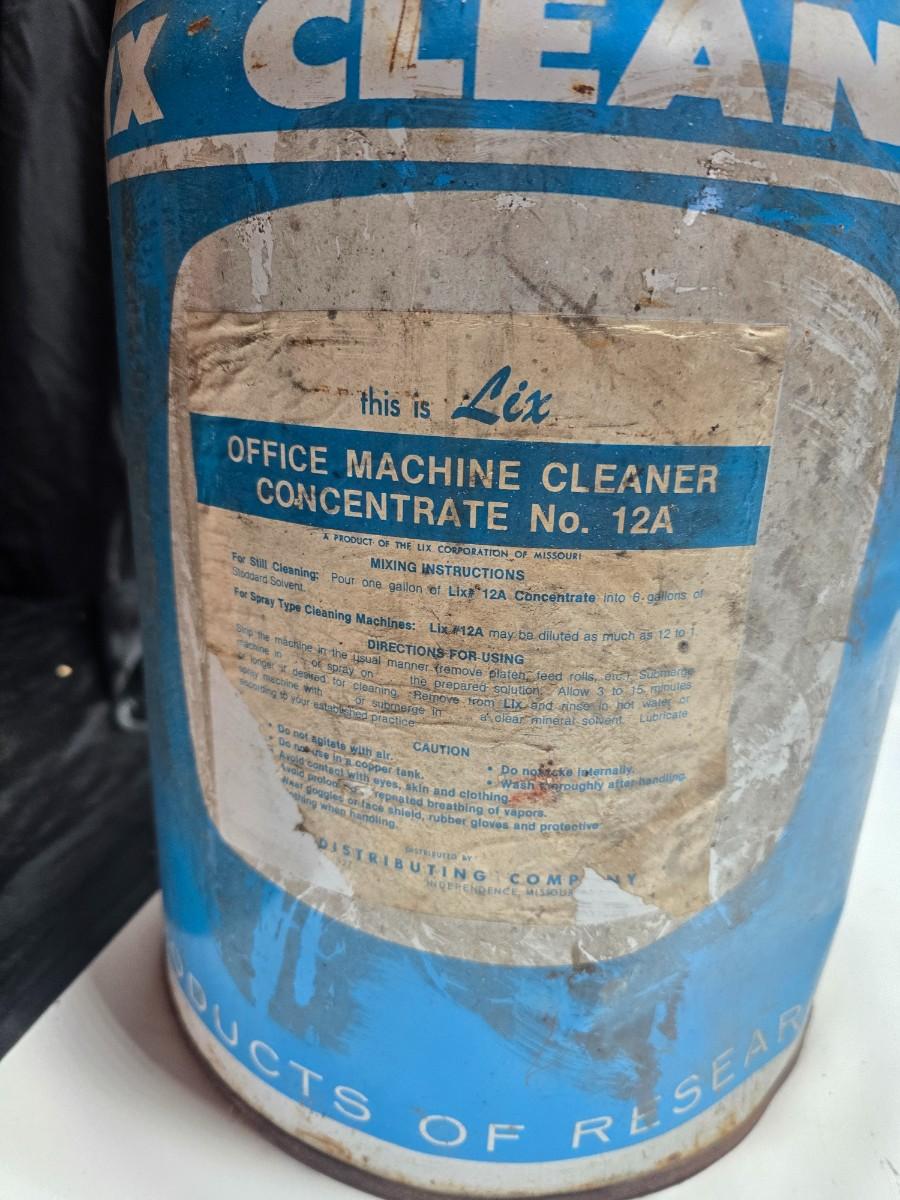 IX CLEAN
this is Lix
OFFICE MACHINE CLEANER
CONCENTRATE No. 12A
A PRODUCT OF THE LIX CORPORATION OF MISSOURI
MIXING INSTRUCTIONS
For Still Cleaning: Pour one gallon of Lix# 12A Concentrate into 6 gallons of
Stoddard Solvent.
For Spray Type Cleaning Machines: Lix #12A may be diluted as much as 12 to 1.
DIRECTIONS FOR USING
Strip the machine in the usual manner (remove platen, feed rolls, etc.) Submerge
machine in or spray on the prepared solution. Allow 3 to 15 minutes
or longer if desired for cleaning. Remove from Lix and rinse in hot water or
spray machine with or submerge in a clear mineral solvent. Lubricate
according to your established practice
CAUTION
• Do not agitate with air.
• Do not use in a copper tank.
• Do not take internally.
• Wash thoroughly after handling.
Avoid contact with eyes, skin and clothing.
Avoid repeated breathing of vapors.
Wear goggles or face shield, rubber gloves and protective
clothing when handling.
DISTRIBUTED BY
DISTRIBUTING COMPANY
INDEPENDENCE, MISSOUR
DUCTS OF RESEAR